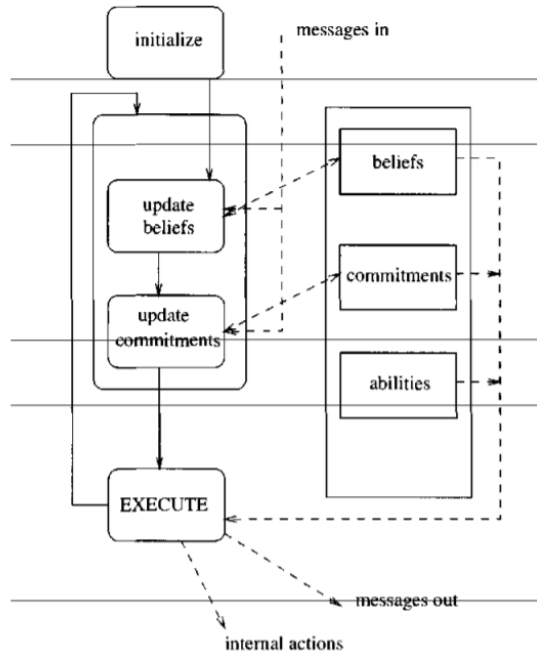 initialize
messages in
update
beliefs
beliefs
update
commitments
commitments
abilities
EXECUTE
messages out
internal actions